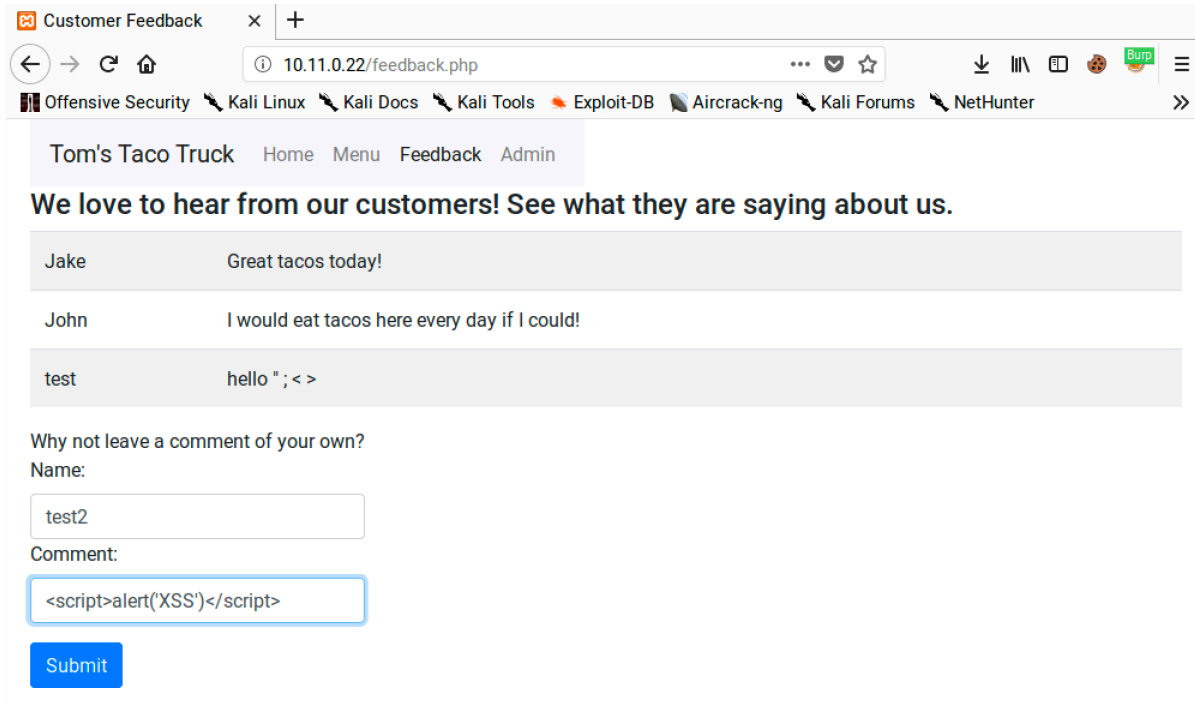 Customer Feedback
10.11.0.22/feedback.php
Burp
Offensive Security Kali Linux Kali Docs Kali Tools Exploit-DB Aircrack-ng Kali Forums NetHunter
Tom's Taco Truck Home Menu Feedback Admin
We love to hear from our customers! See what they are saying about us.
Jake Great tacos today!
John I would eat tacos here every day if I could!
test hello " ; < >
Why not leave a comment of your own?
Name:
test2
Comment:
<script>alert('XSS')</script>
Submit